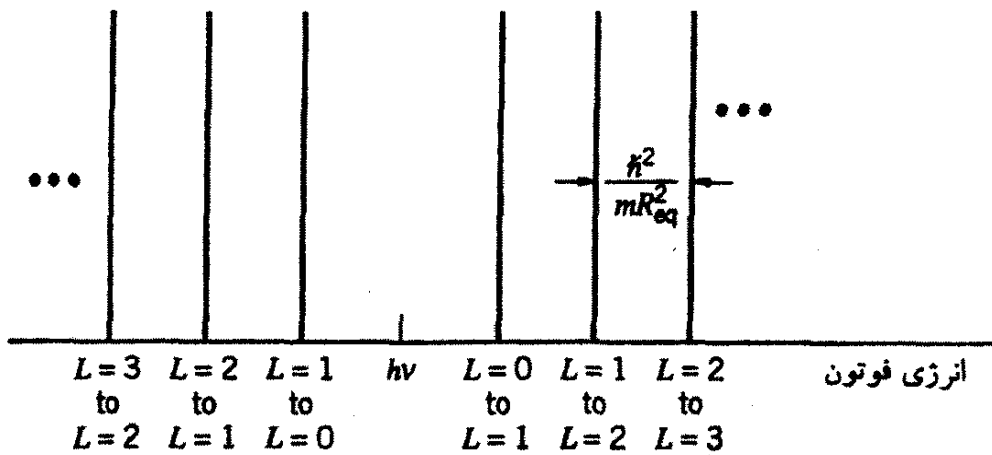 •••
•••
ℏ²
mR²eq
L = 3 L = 2 L = 1 hν L = 0 L = 1 L = 2 انرژی فوتون
to to to to to to
L = 2 L = 1 L = 0 L = 1 L = 2 L = 3